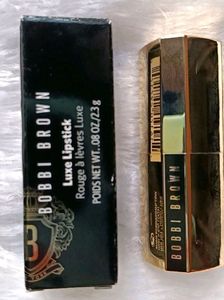 BOBBI BROWN
Luxe Lipstick
Rouge à lèvres Luxe
POIDS NET WT. .08 OZ./2.3 g
BOBBI BROWN